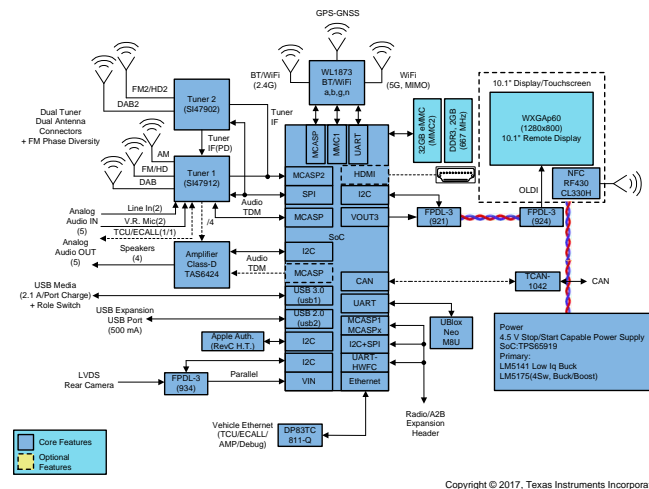 GPS-GNSS
BT/WiFi
(2.4G)
WL1873
BT/WiFi
a,b,g,n
WiFi
(5G, MIMO)
FM2/HD2
DAB2
Tuner 2
(SI47902)
Tuner
IF
Dual Tuner
Dual Antenna
Connectors
+ FM Phase Diversity
Tuner
IF(PD)
AM
FM/HD
DAB
Tuner 1
(SI47912)
MCASP
MMC1
UART
32GB eMMC
(MMC2)
DDR3, 2GB
(667 MHz)
10.1" Display/Touchscreen
WXGAp60
(1280x800)
10.1" Remote Display
NFC
RF430
CL330H
OLDI
MCASP2
HDMI
SPI
I2C
Audio
TDM
MCASP
VOUT3
FPDL-3
(921)
FPDL-3
(924)
SoC
Analog
Audio IN
(5)
Line In(2)
V.R. Mic(2)
TCU/ECALL(1/1)
/4
Analog
Audio OUT
(5)
Speakers
(4)
Amplifier
Class-D
TAS6424
Audio
TDM
I2C
MCASP
CAN
TCAN-
1042
CAN
USB Media
(2.1 A/Port Charge)
+ Role Switch
USB 3.0
(usb1)
UART
USB Expansion
USB Port
(500 mA)
USB 2.0
(usb2)
MCASP1
MCASPx
UBlox
Neo
M8U
Apple Auth.
(RevC H.T.)
I2C
I2C+SPI
I2C
UART-
HWFC
LVDS
Rear Camera
FPDL-3
(934)
Parallel
VIN
Ethernet
Power
4.5 V Stop/Start Capable Power Supply
SoC:TPS65919
Primary:
LM5141 Low Iq Buck
LM5175(4Sw, Buck/Boost)
Radio/A2B
Expansion
Header
Vehicle Ethernet
(TCU/ECALL/
AMP/Debug)
DP83TC
811-Q
Core Features
Optional
Features
Copyright © 2017, Texas Instruments Incorporat